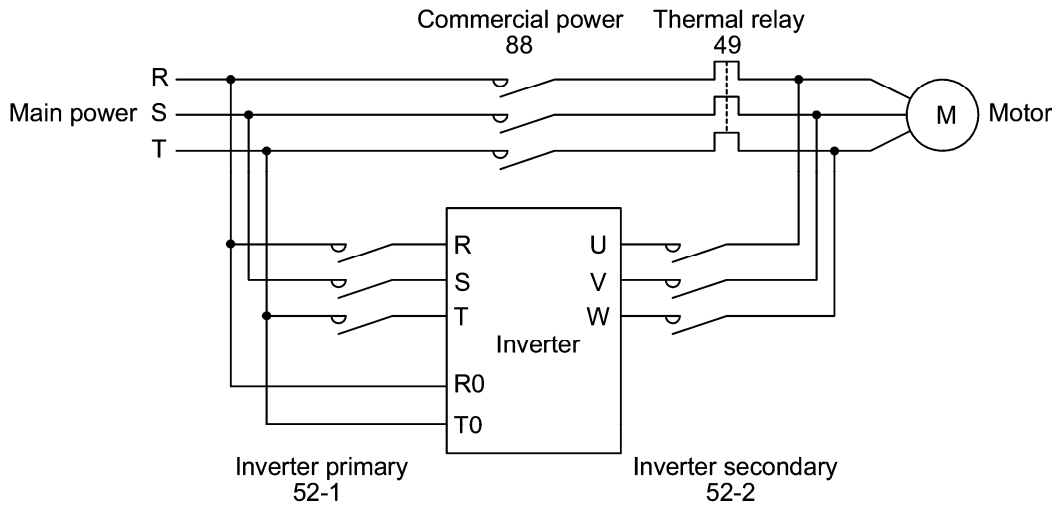 Commercial power
88
Thermal relay
49
Main power
R
S
T
M
Motor
R
S
T
R0
T0
U
V
W
Inverter
Inverter primary
52-1
Inverter secondary
52-2